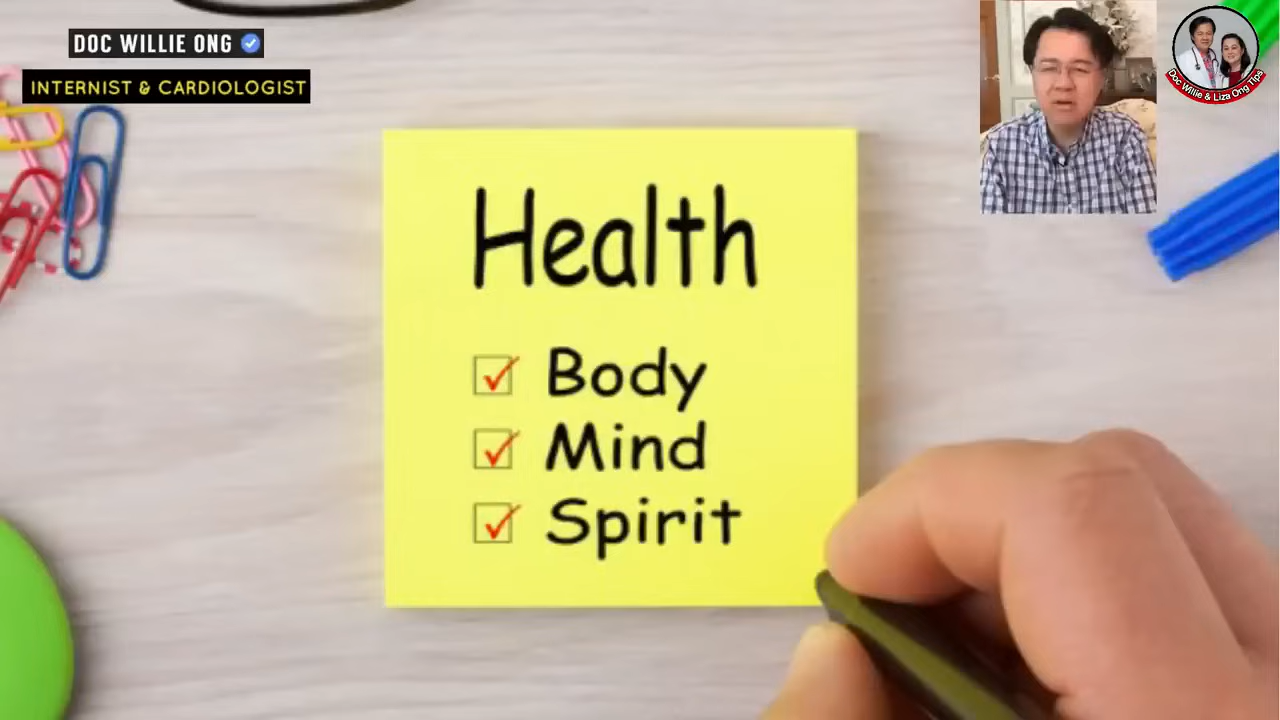 DOC WILLIE ONG
INTERNIST & CARDIOLOGIST
Doc Willie & Liza Ong Tips
Health
Body
Mind
Spirit